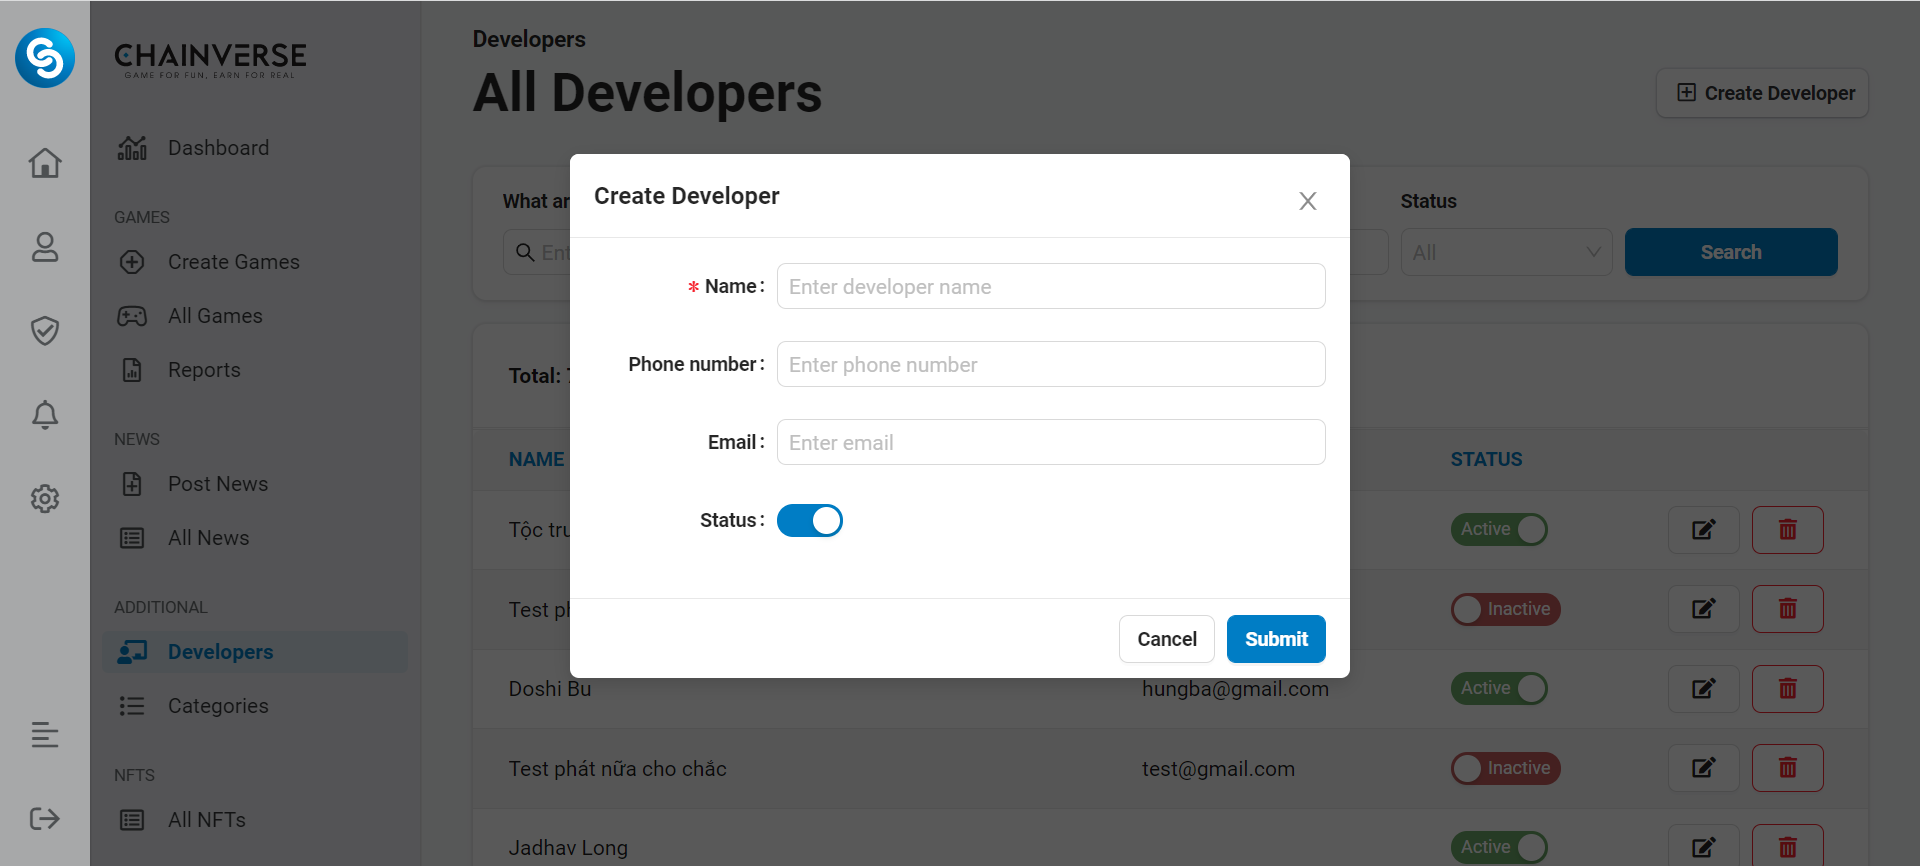 CHAINVERSE
GAME FOR FUN, EARN FOR REAL
Dashboard
GAMES
Create Games
All Games
Reports
NEWS
Post News
All News
ADDITIONAL
Developers
Categories
NFTS
All NFTs
Developers
All Developers
Create Developer
What
Status
All
Search
Total:
NAME
STATUS
Tộc
Active
Test
Inactive
Doshi Bu
hungba@gmail.com
Active
Test phát nữa cho chắc
test@gmail.com
Inactive
Jadhav Long
Active
Create Developer
* Name:
Enter developer name
Phone number:
Enter phone number
Email:
Enter email
Status:
Cancel
Submit